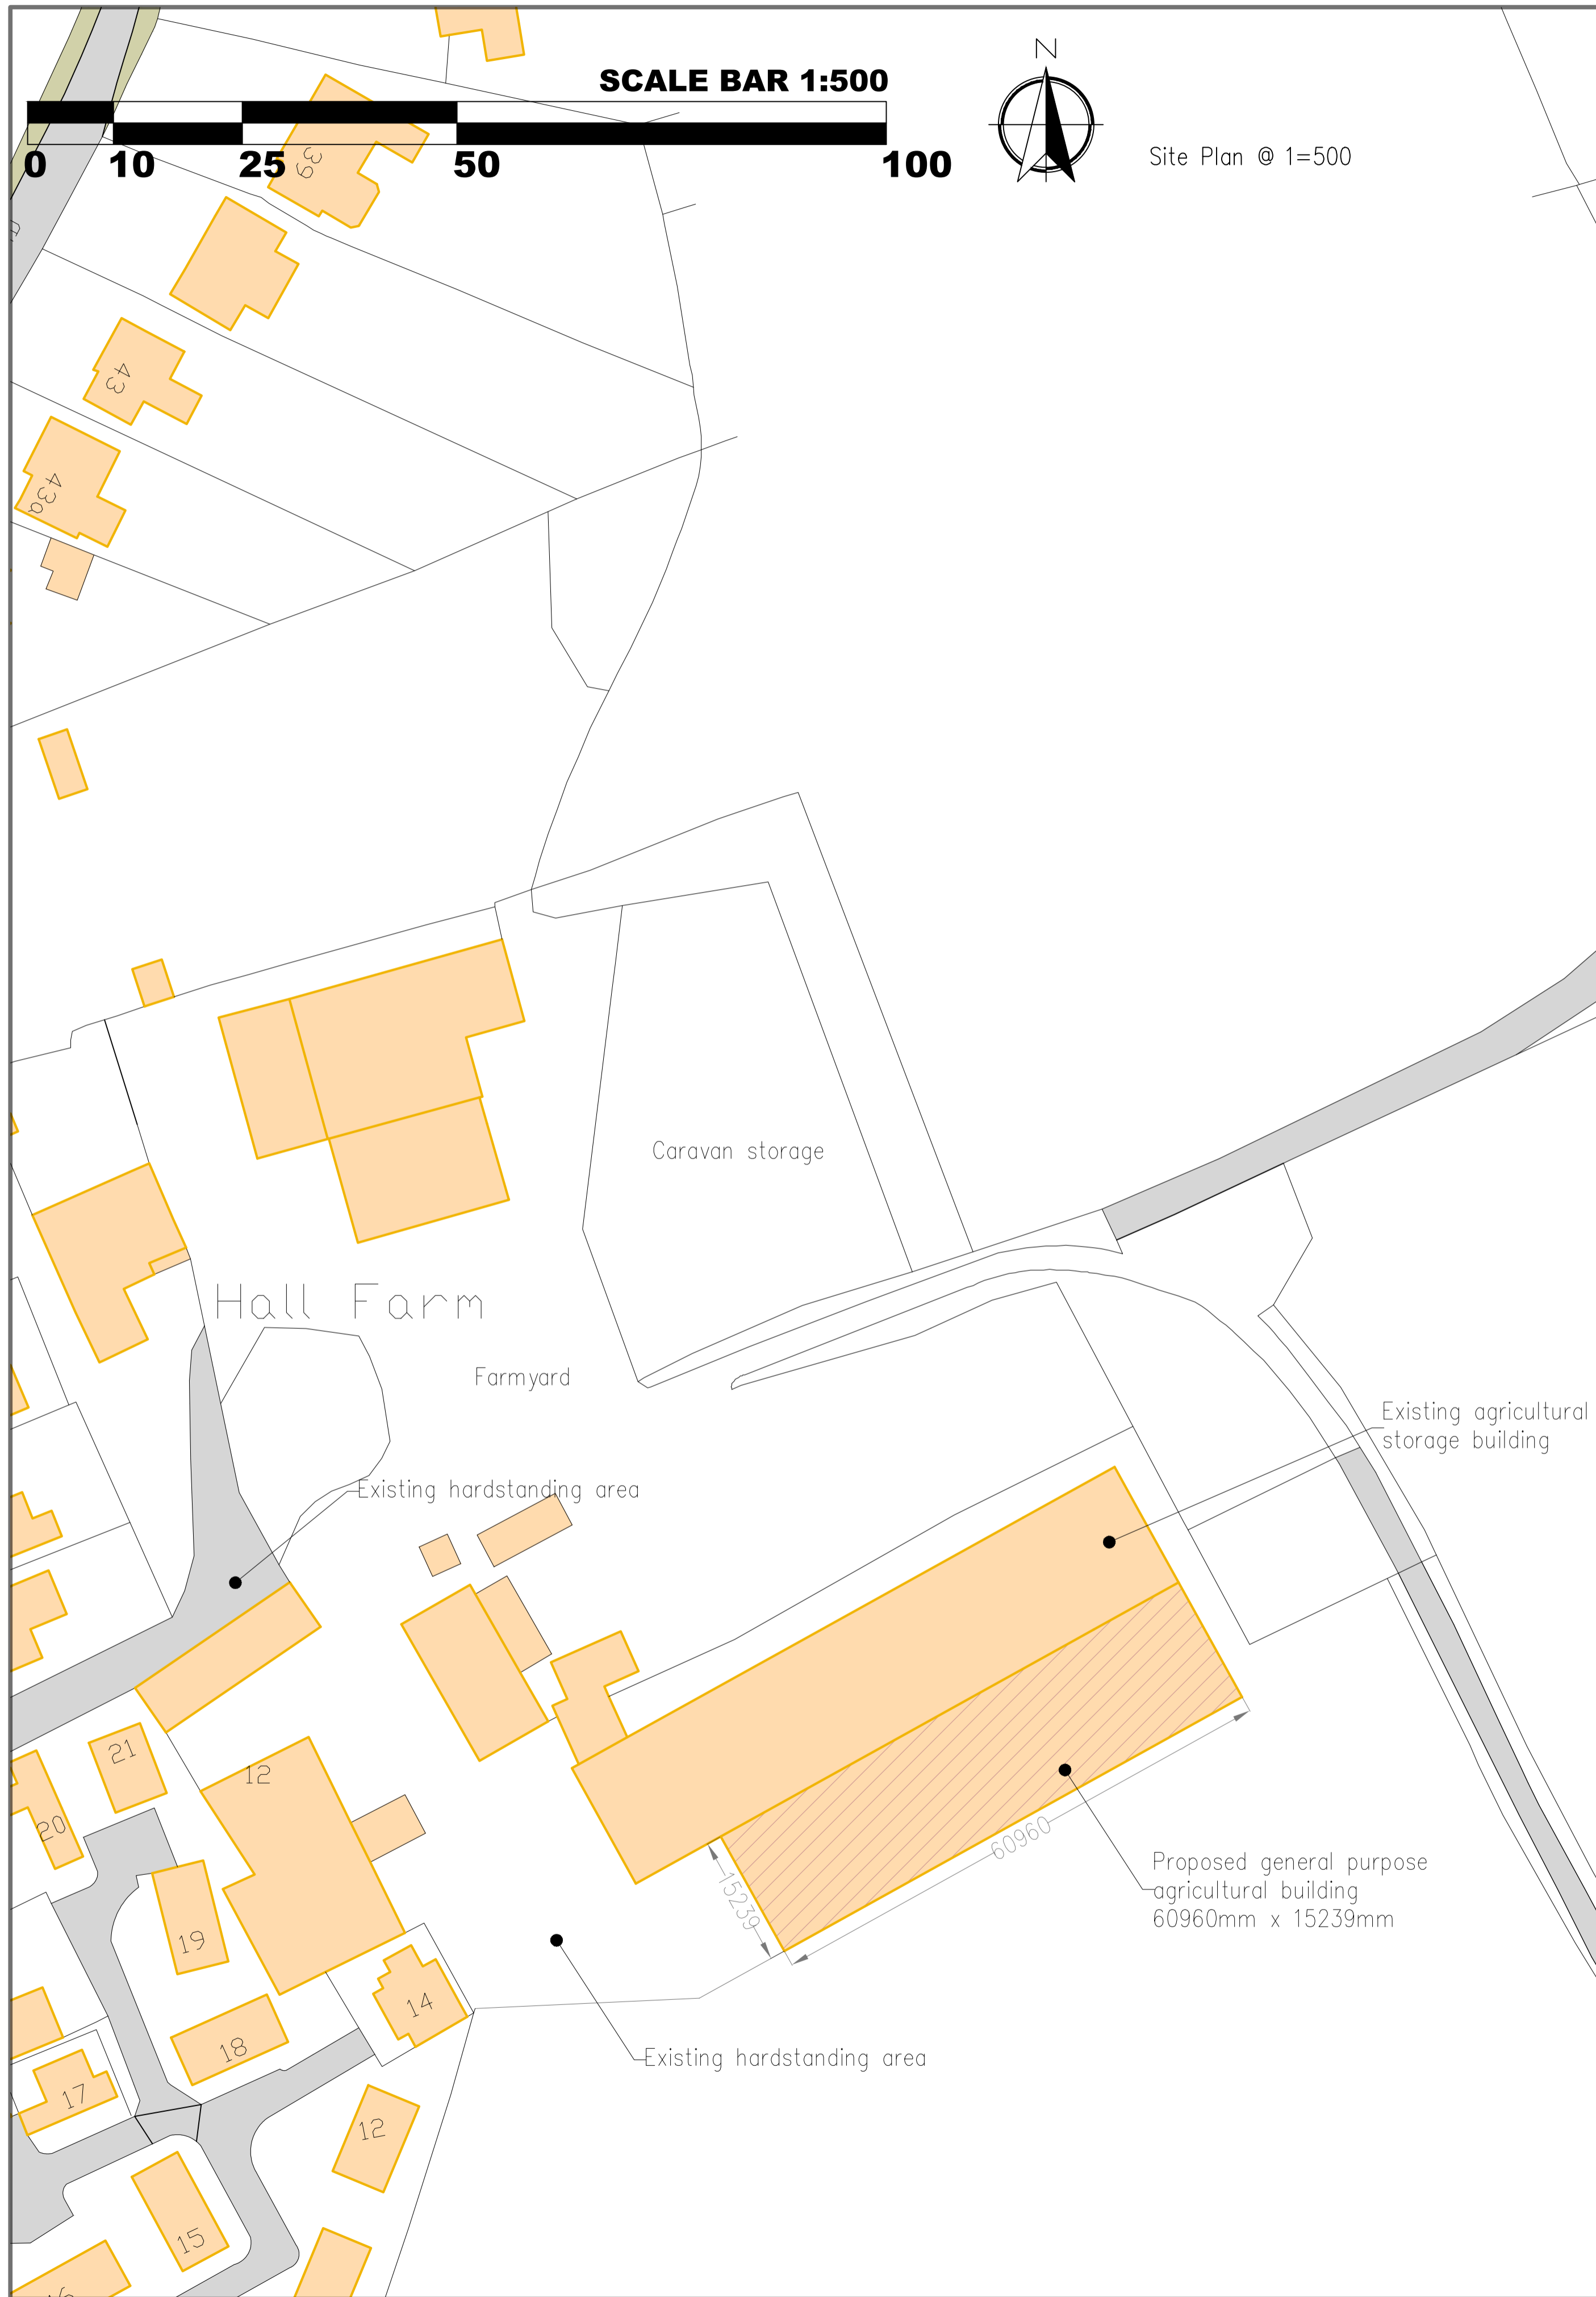 SCALE BAR 1:500
0 10 25 50 100
N
Site Plan @ 1=500
39
43
43a
Caravan storage
Hall Farm
Farmyard
Existing agricultural
storage building
Existing hardstanding area
21
12
20
60960
15239
Proposed general purpose
agricultural building
60960mm x 15239mm
19
14
18
Existing hardstanding area
17
12
15
16